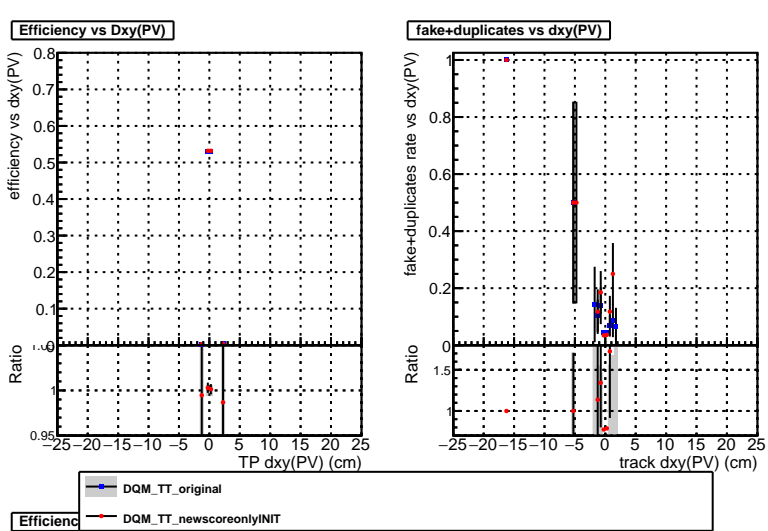 Efficiency vs Dxy(PV)
efficiency vs dxy(PV)
0.8
0.7
0.6
0.5
0.4
0.3
0.2
0.1
0
Ratio
1
0.95
−25 −20 −15 −10 −5 0 5 10 15 20 25
TP dxy(PV) (cm)
fake+duplicates vs dxy(PV)
fake+duplicates rate vs dxy(PV)
1
0.8
0.6
0.4
0.2
0
Ratio
1.5
1
−25 −20 −15 −10 −5 0 5 10 15 20 25
track dxy(PV) (cm)
DQM_TT_original
DQM_TT_newscoreonlyINIT
Efficienc